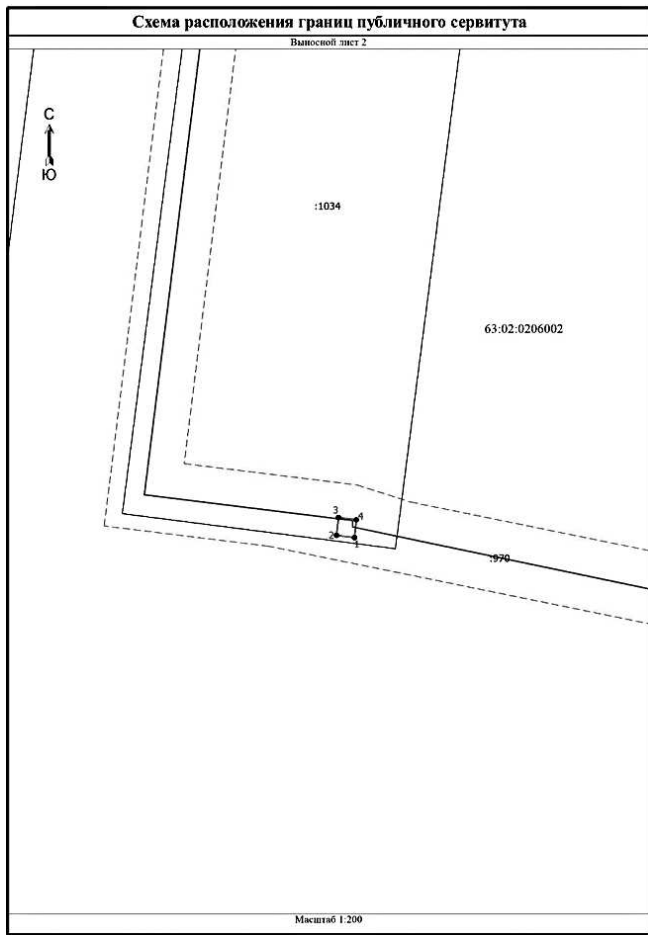 Схема расположения границ публичного сервитута
Выносной лист 2
С
Ю
:1034
63:02:0206002
3
4
2
1
:970
Масштаб 1:200